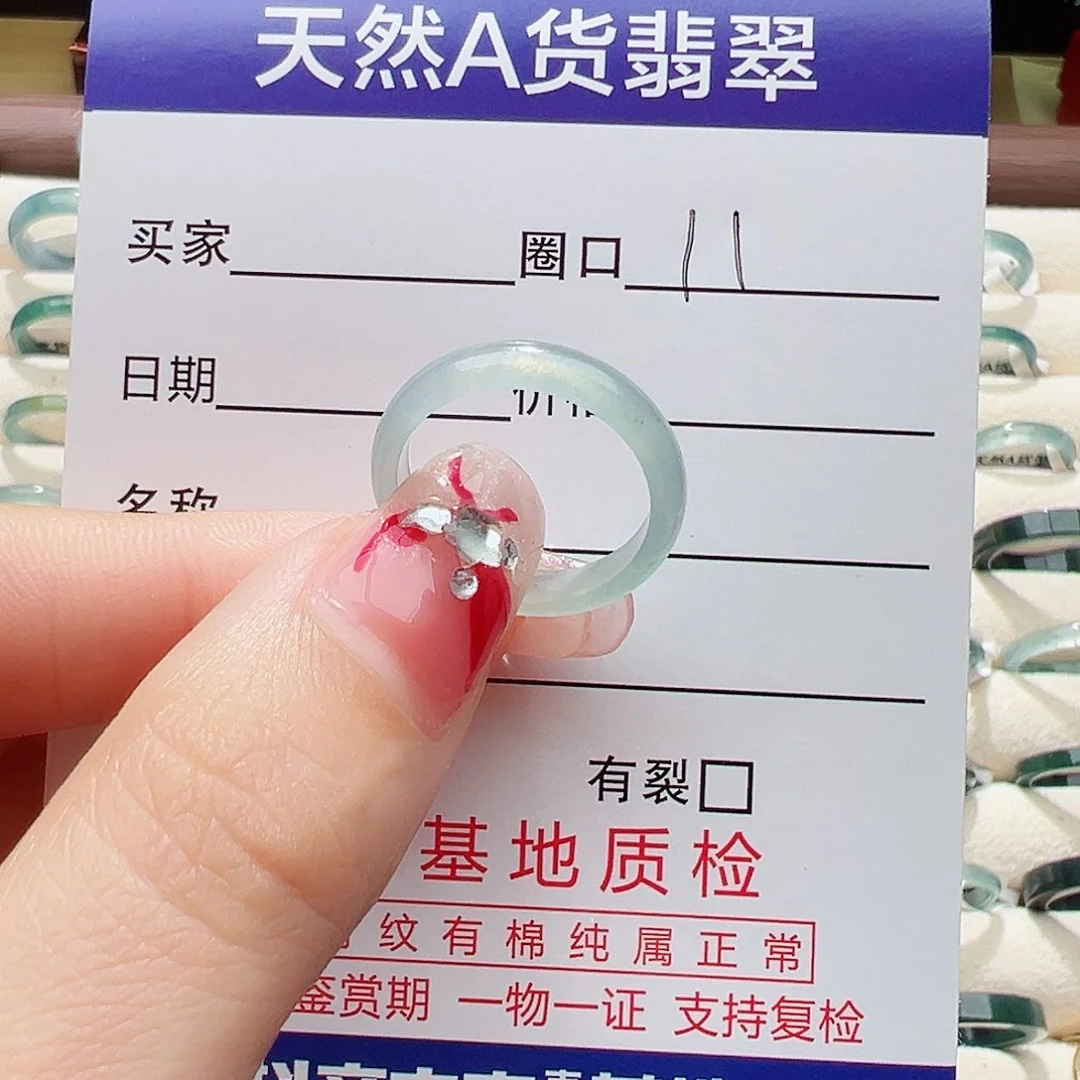 天然A货翡翠
买家 圈口 11
日期
有裂
基地质检
纹有棉纯属正常
鉴赏期 一物一证 支持复检